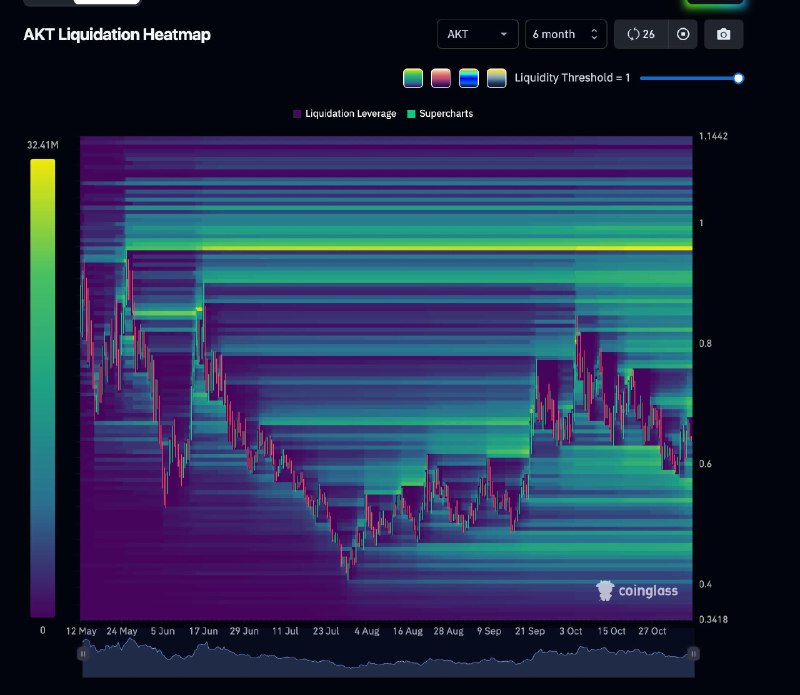 AKT Liquidation Heatmap
AKT
6 month
26
Liquidity Threshold = 1
Liquidation Leverage
Supercharts
32.41M
1.1442
1
0.8
0.6
0.4
0.3418
coinglass
0
12 May 24 May 5 Jun 17 Jun 29 Jun 11 Jul 23 Jul 4 Aug 16 Aug 28 Aug 9 Sep 21 Sep 3 Oct 15 Oct 27 Oct